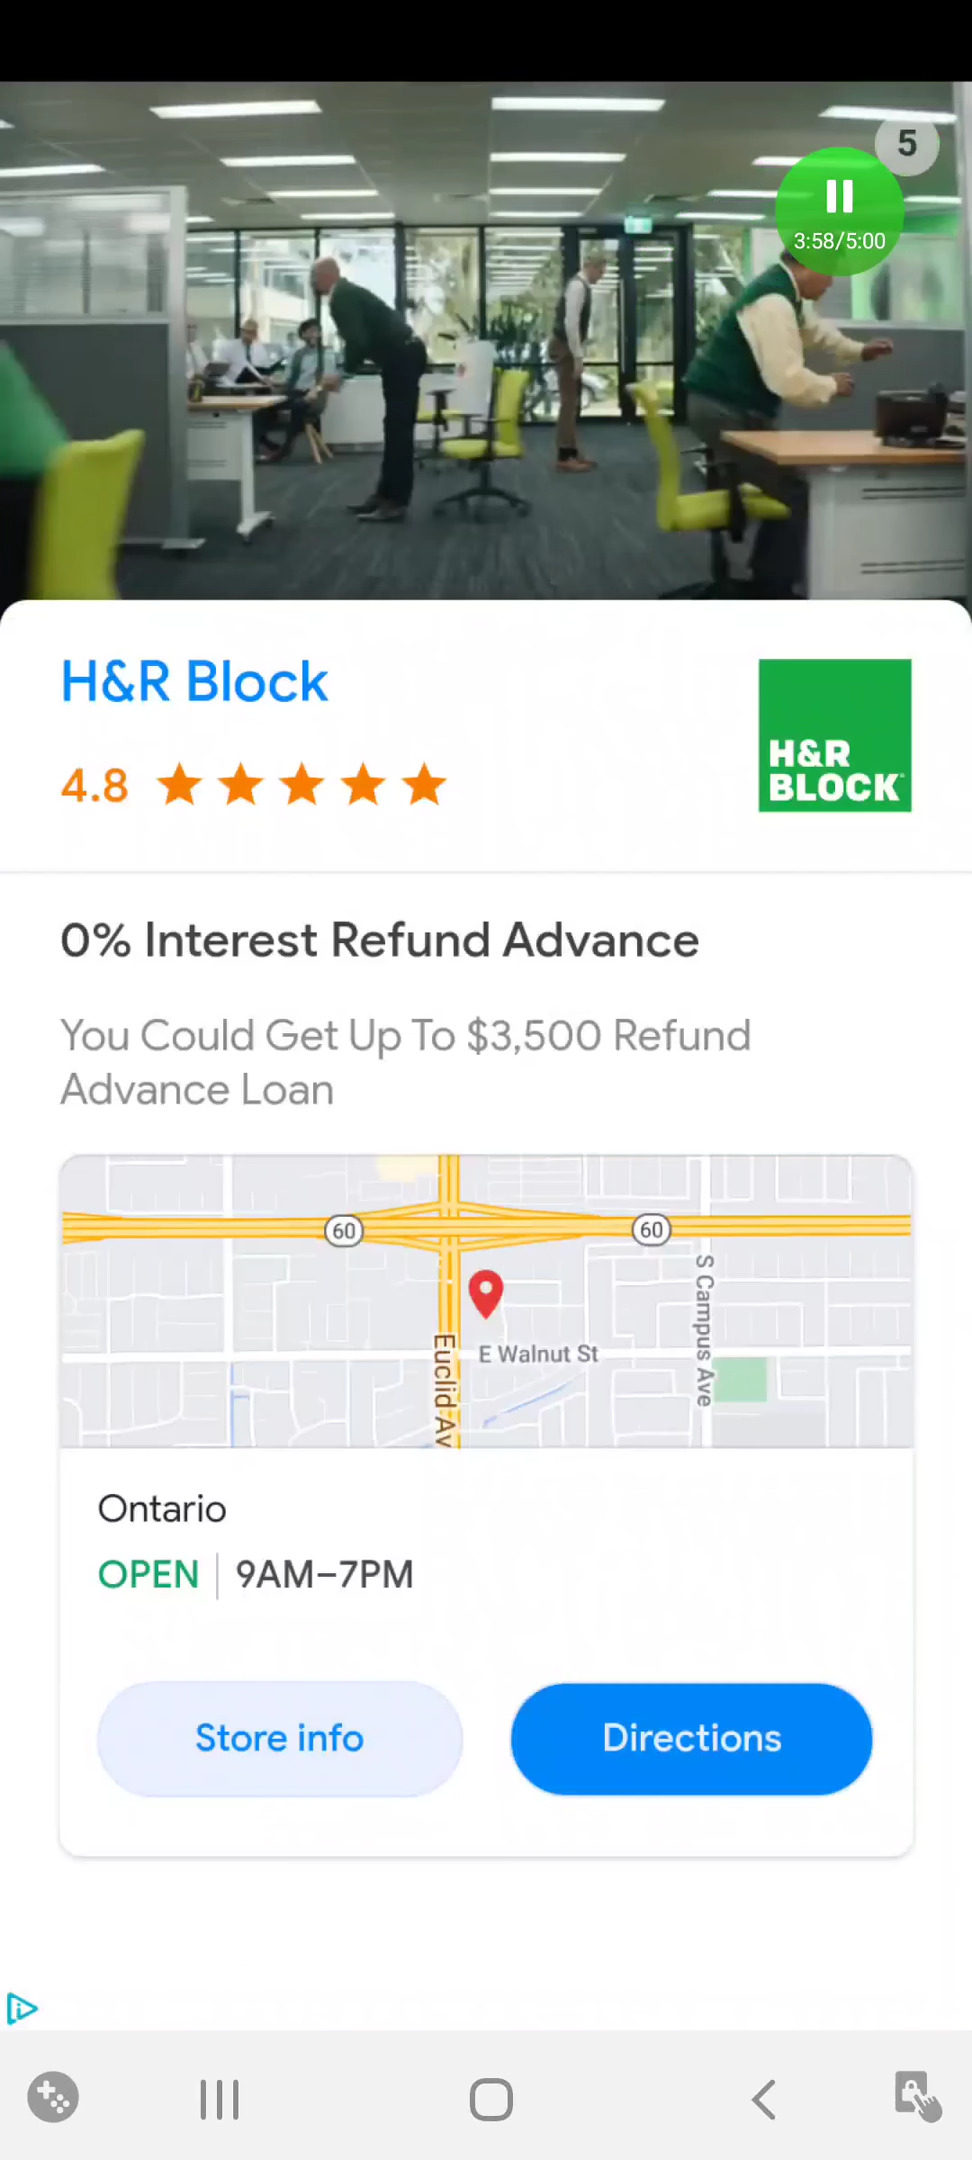 5
3:58/5:00
H&R Block
4.8
H&R
BLOCK
0% Interest Refund Advance
You Could Get Up To $3,500 Refund
Advance Loan
60
60
S Campus Ave
E Walnut St
Euclid Av
Ontario
OPEN
9AM–7PM
Store info
Directions